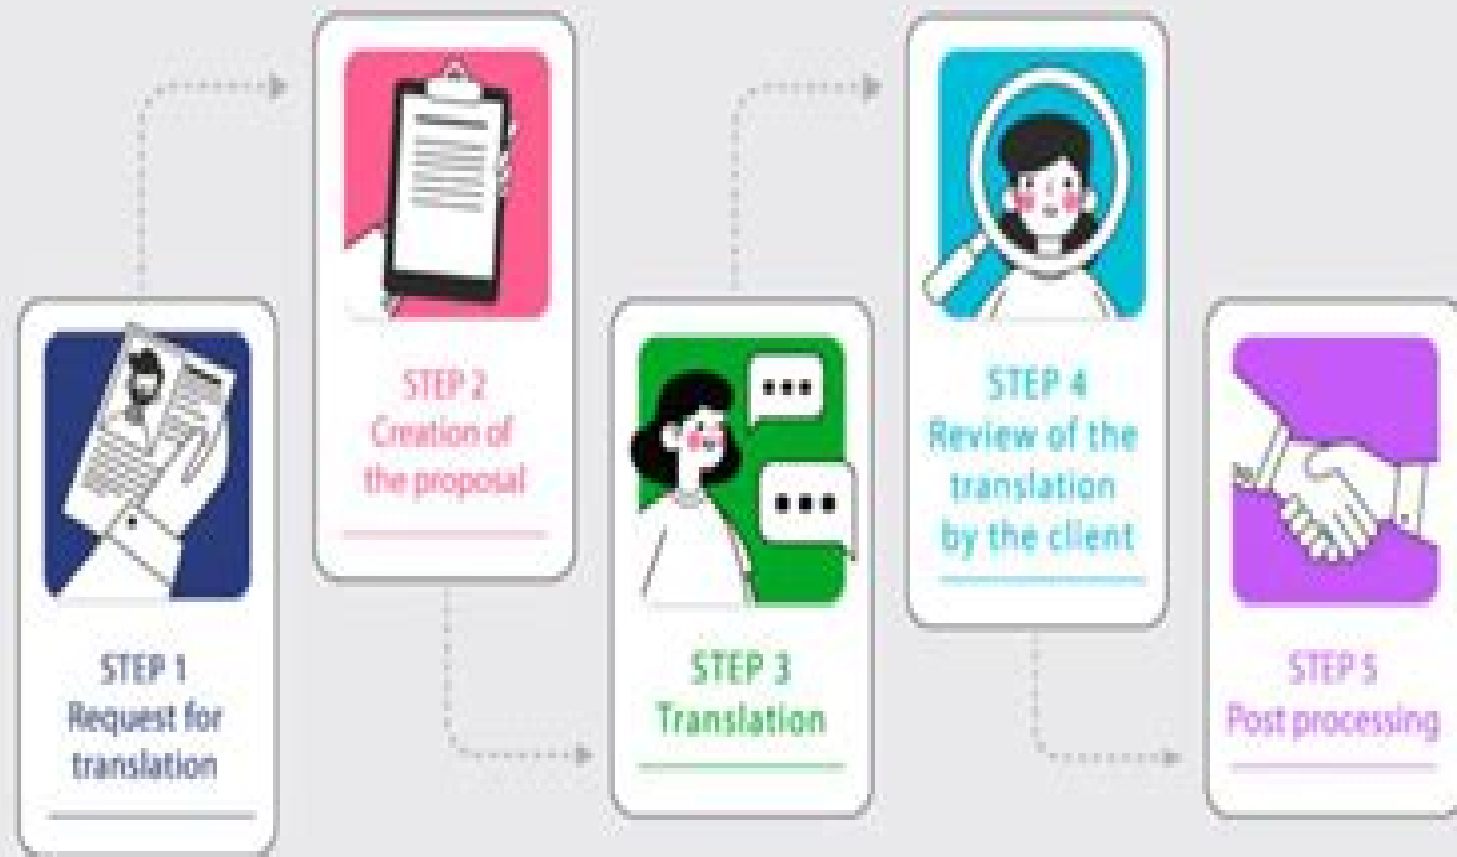 STEP 1
Request for
translation
STEP 2
Creation of
the proposal
STEP 3
Translation
STEP 4
Review of the
translation
by the client
STEP 5
Post processing